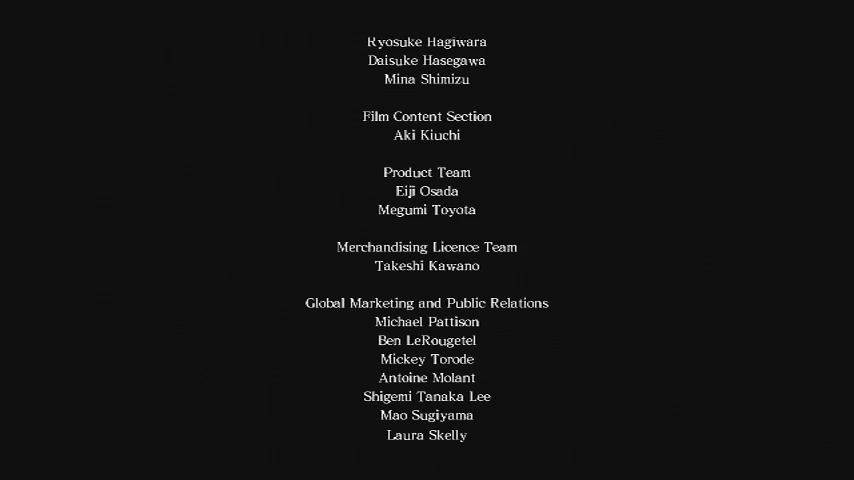 Ryosuke Hagiwara
Daisuke Hasegawa
Mina Shimizu
Film Content Section
Aki Kiuchi
Product Team
Eiji Osada
Megumi Toyota
Merchandising Licence Team
Takeshi Kawano
Global Marketing and Public Relations
Michael Pattison
Ben LeRougetel
Mickey Torode
Antoine Molant
Shigemi Tanaka Lee
Mao Sugiyama
Laura Skelly